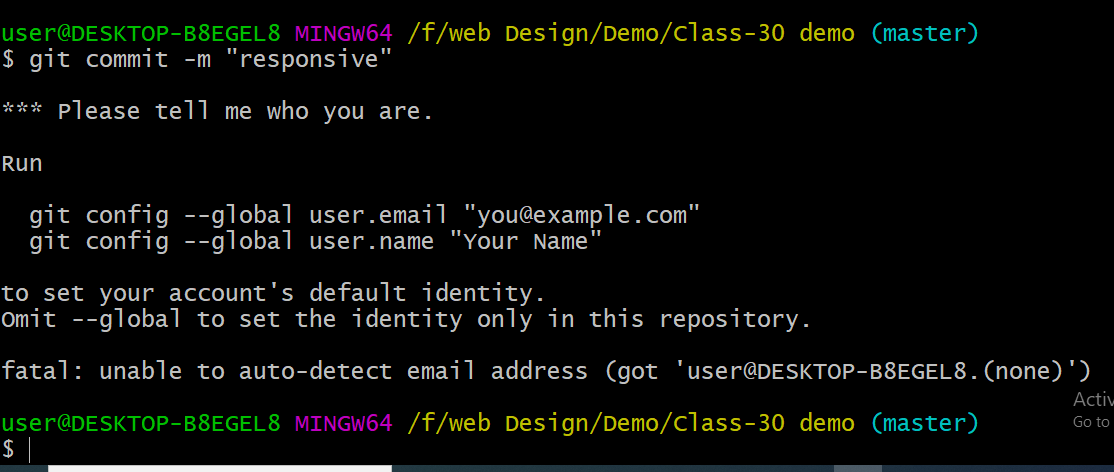 user@DESKTOP-B8EGEL8 MINGW64 /f/web Design/Demo/Class-30 demo (master)
$ git commit -m "responsive"
*** Please tell me who you are.
Run
git config --global user.email "you@example.com"
git config --global user.name "Your Name"
to set your account's default identity.
Omit --global to set the identity only in this repository.
fatal: unable to auto-detect email address (got 'user@DESKTOP-B8EGEL8.(none)')
user@DESKTOP-B8EGEL8 MINGW64 /f/web Design/Demo/Class-30 demo (master)
$
Activ
Go to